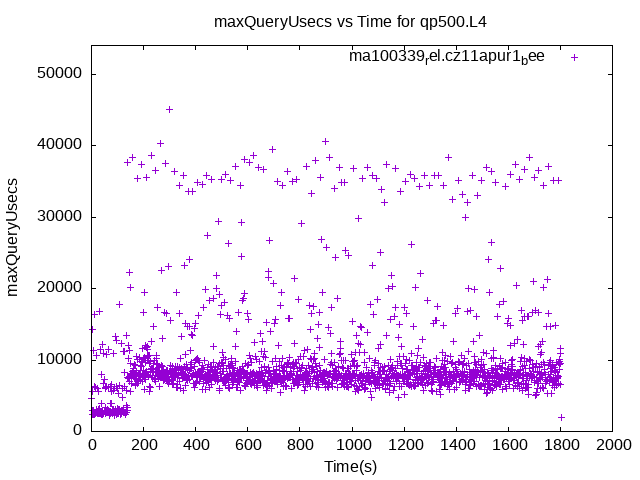 maxQueryUsecs vs Time for qp500.L4
ma100339rel.cz11apur1bee
50000
40000
30000
20000
10000
0
maxQueryUsecs
0 200 400 600 800 1000 1200 1400 1600 1800 2000
Time(s)